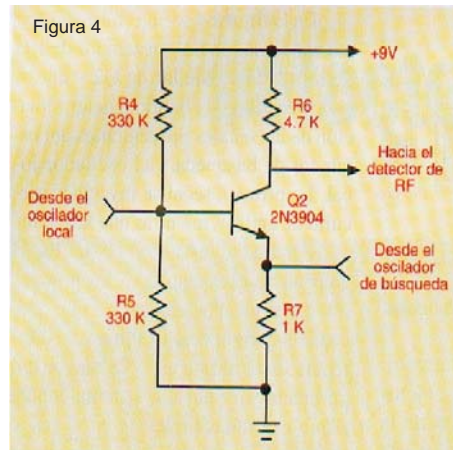 Figura 4
+9V
R4
330 K
R6
4.7 K
Hacia el
detector de
RF
Desde el
oscilador
local
Q2
2N3904
Desde el
oscilador
de búsqueda
R5
330 K
R7
1 K